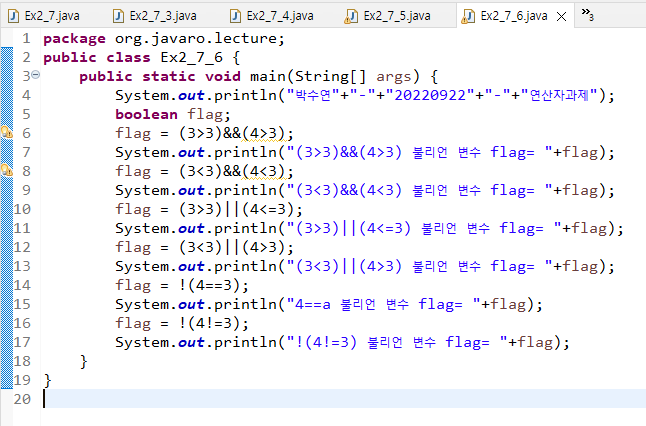 Ex2_7.java Ex2_7_3.java Ex2_7_4.java Ex2_7_5.java Ex2_7_6.java »3
1 package org.javaro.lecture;
2 public class Ex2_7_6 {
3 public static void main(String[] args) {
4 System.out.println("박수연"+"-"+"20220922"+"-"+"연산자과제");
5 boolean flag;
6 flag = (3>3)&&(4>3);
7 System.out.println("(3>3)&&(4>3) 불리언 변수 flag= "+flag);
8 flag = (3<3)&&(4<3);
9 System.out.println("(3<3)&&(4<3) 불리언 변수 flag= "+flag);
10 flag = (3>3)||(4<=3);
11 System.out.println("(3>3)||(4<=3) 불리언 변수 flag= "+flag);
12 flag = (3<3)||(4>3);
13 System.out.println("(3<3)||(4>3) 불리언 변수 flag= "+flag);
14 flag = !(4==3);
15 System.out.println("4==a 불리언 변수 flag= "+flag);
16 flag = !(4!=3);
17 System.out.println("!(4!=3) 불리언 변수 flag= "+flag);
18 }
19 }
20